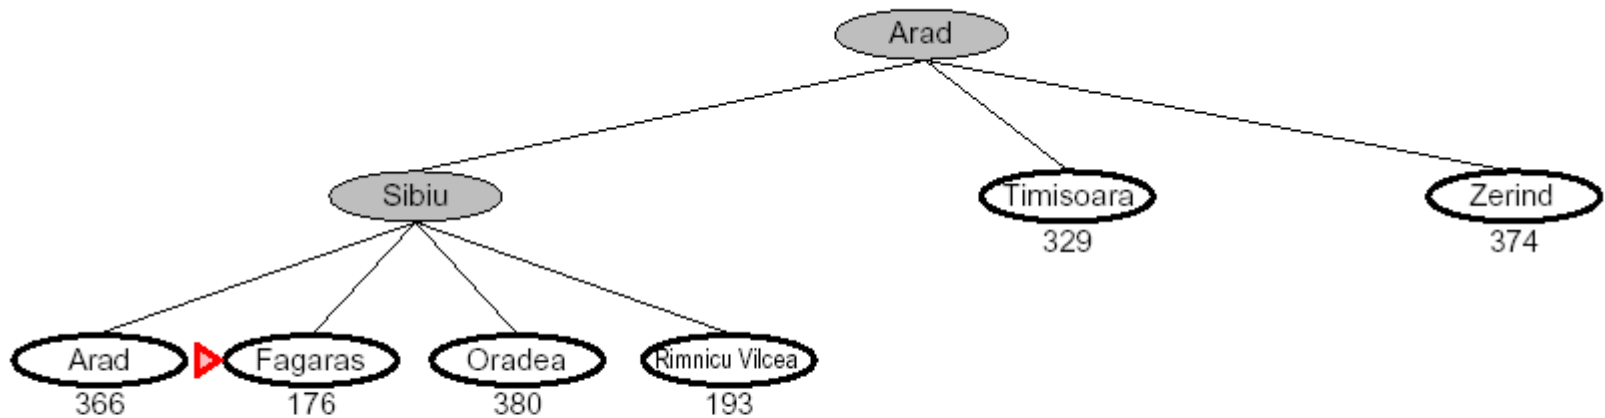 Arad
Sibiu
Timisoara
Zerind
329
374
Arad
Fagaras
Oradea
Rimnicu Vilcea
366
176
380
193